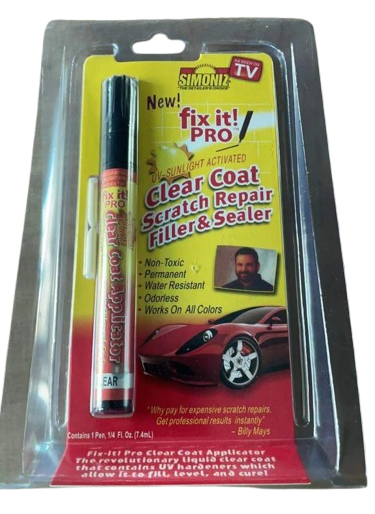 SIMONIZ
AS SEEN ON
TV
New!
fix it!
PRO
UV-SUNLIGHT ACTIVATED
Clear Coat
Scratch Repair
Filler & Sealer
• Non-Toxic
• Permanent
• Water Resistant
• Odorless
• Works On All Colors
fix it!
PRO
Clear Coat Applicator
EAR
"Why pay for expensive scratch repairs.
Get professional results instantly"
~ Billy Mays
Contains 1 Pen, 1/4 Fl. Oz. (7.4mL)
Fix-it! Pro Clear Coat Applicator
The revolutionary liquid clear coat
that contains UV hardeners which
allow it to fill, level, and cure!